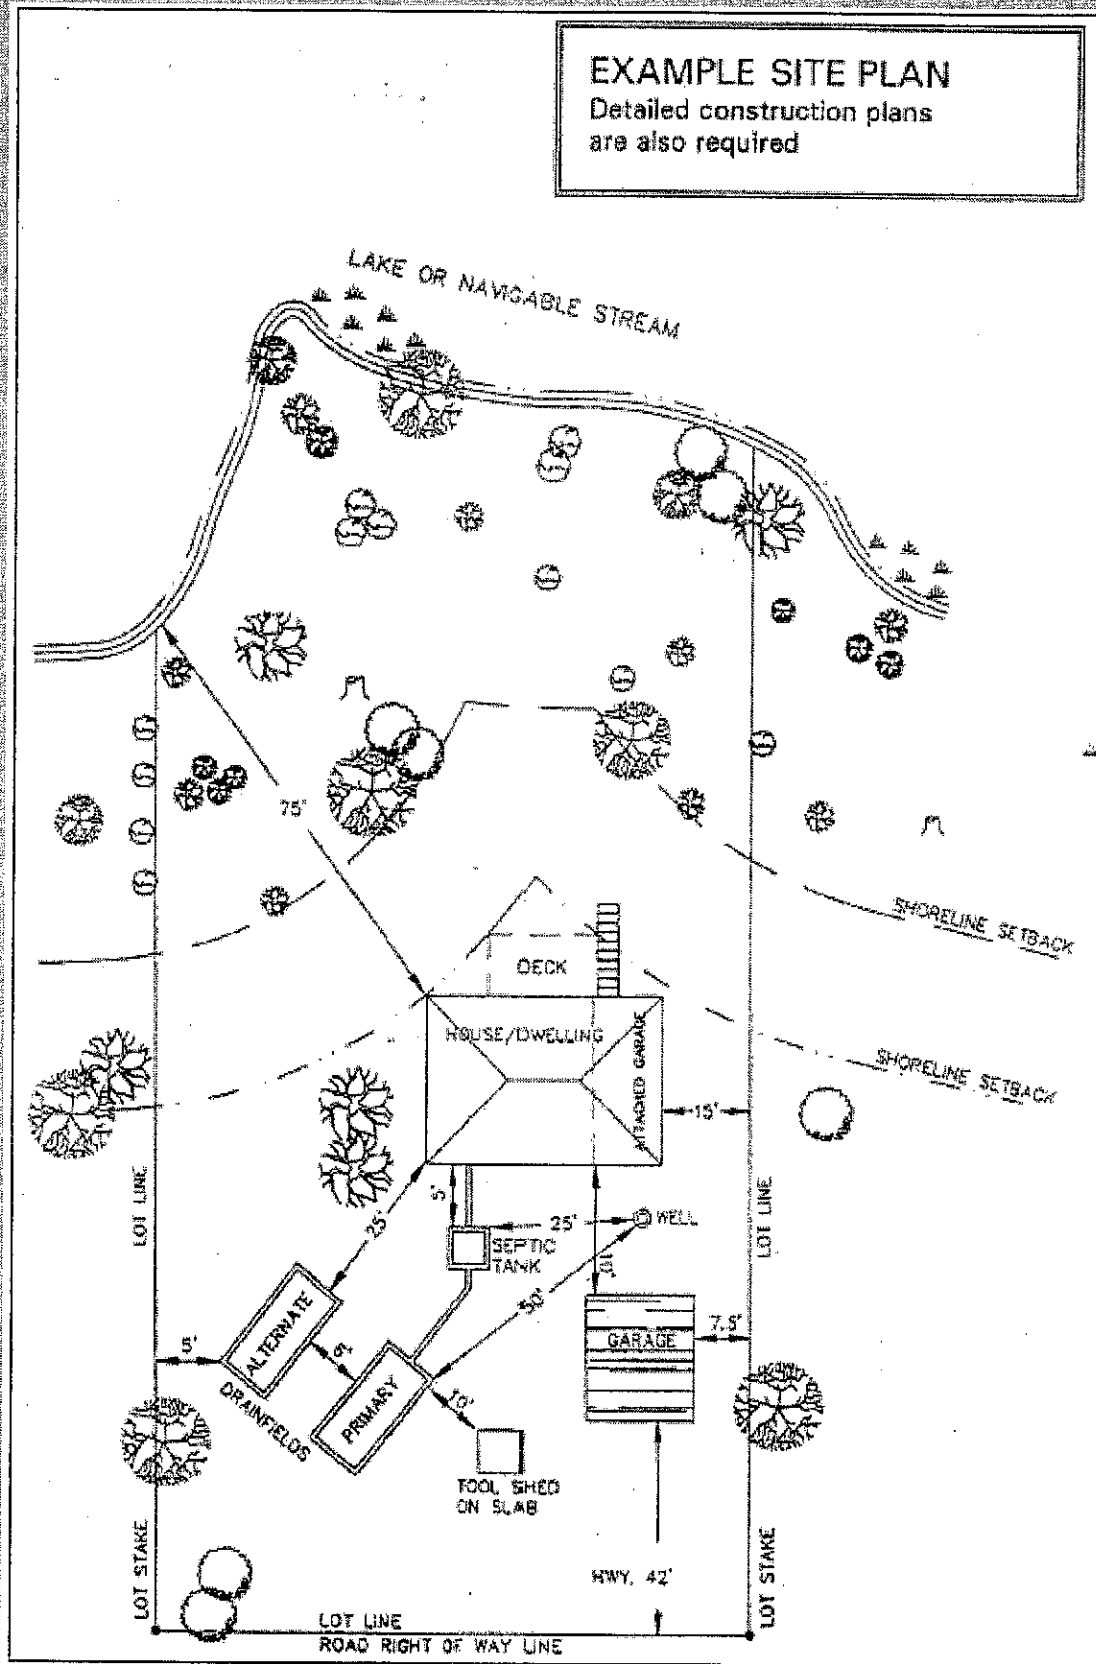 EXAMPLE SITE PLAN
Detailed construction plans
are also required
LAKE OR NAVIGABLE STREAM
75'
SHORELINE SETBACK
DECK
HOUSE/DWELLING
ATTACHED GARAGE
SHORELINE SETBACK
15'
LOT LINE
LOT LINE
5'
25'
25'
WELL
SEPTIC
TANK
10'
50'
5'
ALTERNATE
GARAGE
7.5'
DRAINFIELDS
PRIMARY
10'
TOOL SHED
ON SLAB
LOT STAKE
HWY. 42'
LOT STAKE
LOT LINE
ROAD RIGHT OF WAY LINE